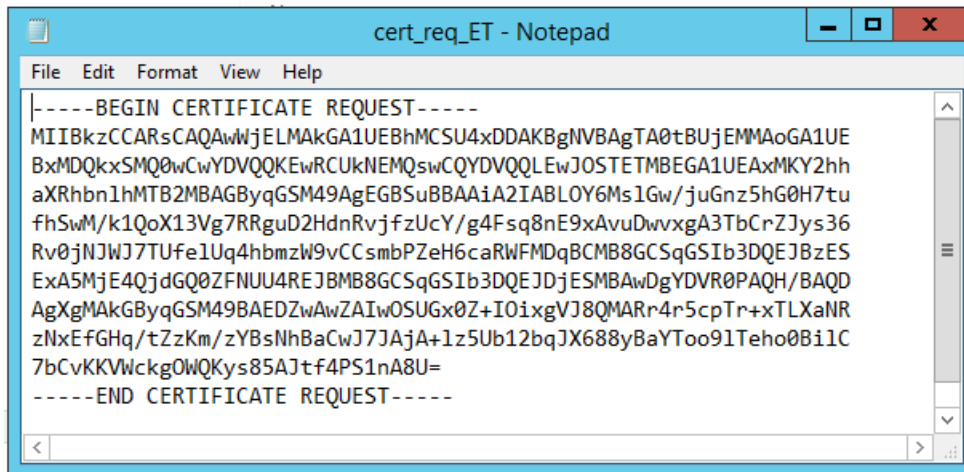 cert_req_ET - Notepad
File Edit Format View Help
-----BEGIN CERTIFICATE REQUEST-----
MIIBkzCCARsCAQAwWjELMAkGA1UEBhMCSU4xDDAKBgNVBAgTA0tBUjEMMAoGA1UE
BxMDQkxSMQ0wCwYDVQQKEwRCUkNEMQswCQYDVQQLEwJOSTETMBEGA1UEAxMKY2hh
aXRhbnlhMTB2MBAGByqGSM49AgEGBSuBBAAiA2IABLOY6MslGw/juGnz5hG0H7tu
fhSwM/k1QoX13Vg7RRguD2HdnRvjfzUcY/g4Fsq8nE9xAvuDwvxgA3TbCrZJys36
Rv0jNJWJ7TUfelUq4hbmzW9vCCsmbPZeH6caRWFMDqBCMB8GCSqGSIb3DQEJBzES
ExA5MjE4QjdGQ0ZFNUU4REJBMB8GCSqGSIb3DQEJDjESMBAwDgYDVR0PAQH/BAQD
AgXgMAkGByqGSM49BAEDZwAwZAIwOSUGx0Z+IOixgVJ8QMARr4r5cpTr+xTLXaNR
zNxEfGHq/tZzKm/zYBsNhBaCwJ7JAjA+lz5Ub12bqJX688yBaYToo9lTeho0BilC
7bCvKKVWckgOWQKys85AJtf4PS1nA8U=
-----END CERTIFICATE REQUEST-----